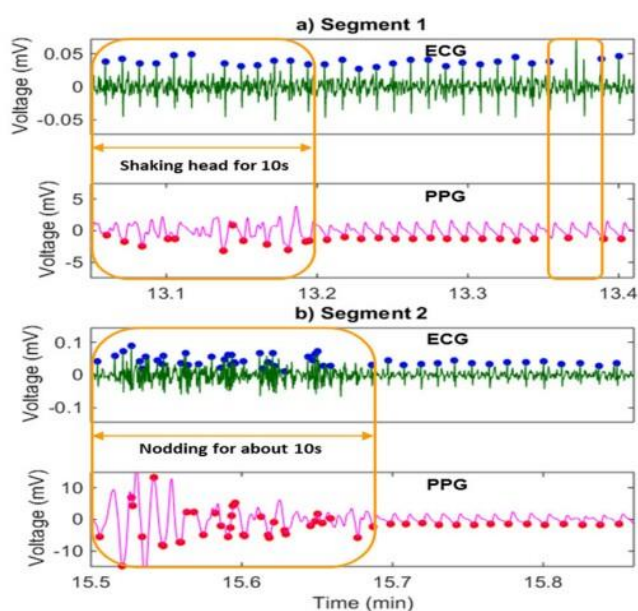 a) Segment 1
ECG
Voltage (mV)
0.05
0
-0.05
Shaking head for 10s
PPG
Voltage (mV)
5
0
-5
13.1
13.2
13.3
13.4
b) Segment 2
ECG
Voltage (mV)
0.1
0
-0.1
Nodding for about 10s
PPG
Voltage (mV)
10
0
-10
15.5
15.6
15.7
15.8
Time (min)